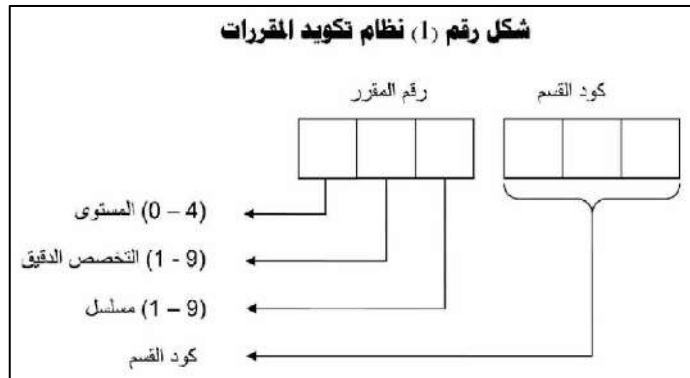 شكل رقم (1) نظام تكويد المقررات
كود القسم
رقم المقرر
المستوى (0 – 4)
التخصص الدقيق (1 - 9)
مسلسل (1 – 9)
كود القسم